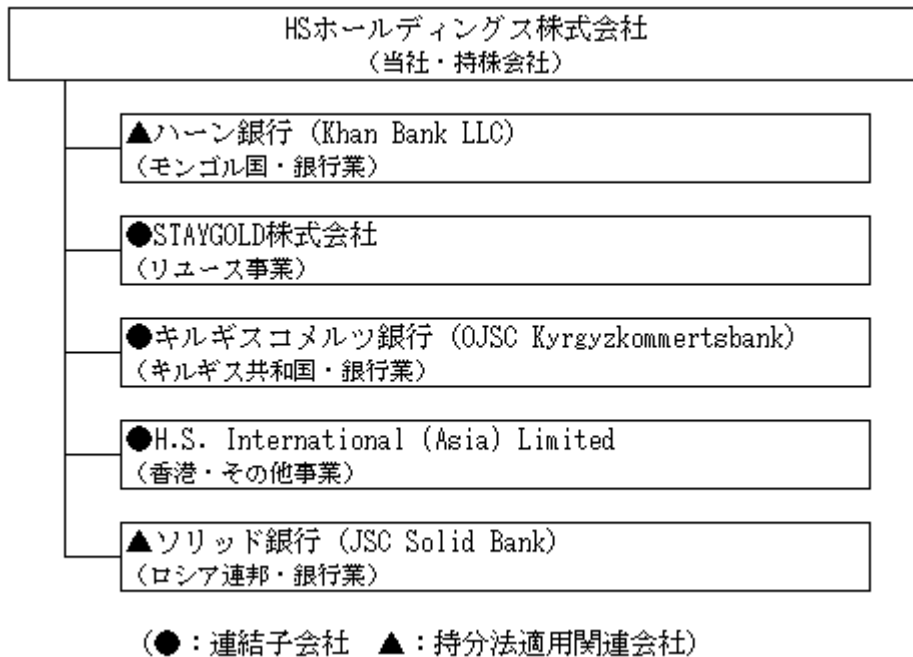 HSホールディングス株式会社
（当社・持株会社）
▲ハーン銀行 (Khan Bank LLC)
（モンゴル国・銀行業）
●STAYGOLD株式会社
（リユース事業）
●キルギスコメルツ銀行 (OJSC Kyrgyzkommertsbank)
（キルギス共和国・銀行業）
●H.S. International (Asia) Limited
（香港・その他事業）
▲ソリッド銀行 (JSC Solid Bank)
（ロシア連邦・銀行業）
（●：連結子会社　▲：持分法適用関連会社）